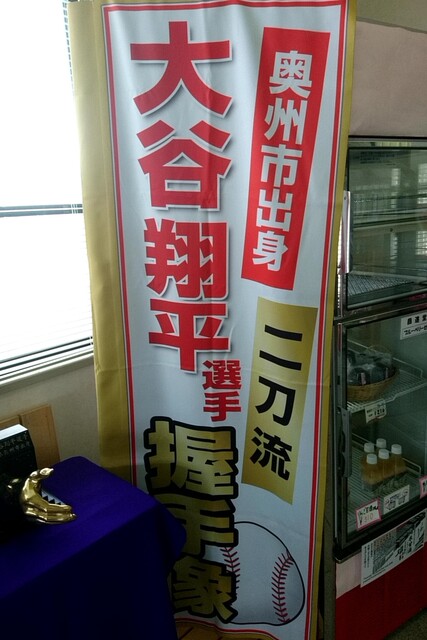 奥州市出身
大谷翔平
選手
二刀流
握手像